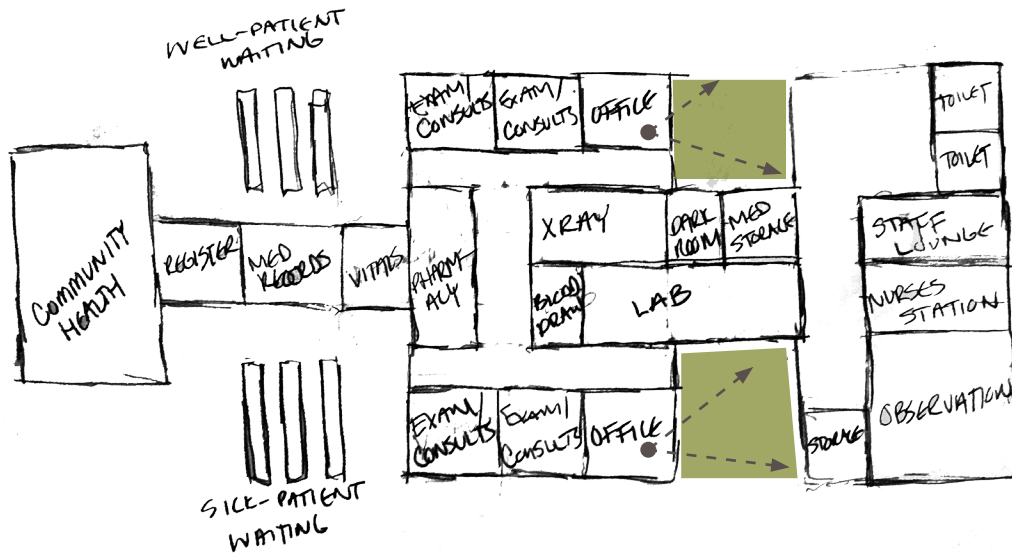 WELL-PATIENT
WAITING
EXAM/
CONSULTS
EXAM/
CONSULTS
OFFICE
TOILET
TOILET
COMMUNITY
HEALTH
REGISTER
MED
RECORDS
VITALS
PHARM-
ACY
XRAY
DARK
ROOM
MED
STORAGE
STAFF
LOUNGE
BLOOD
DRAW
LAB
NURSES
STATION
EXAM/
CONSULTS
EXAM/
CONSULTS
OFFICE
STORAGE
OBSERVATION
SICK-PATIENT
WAITING